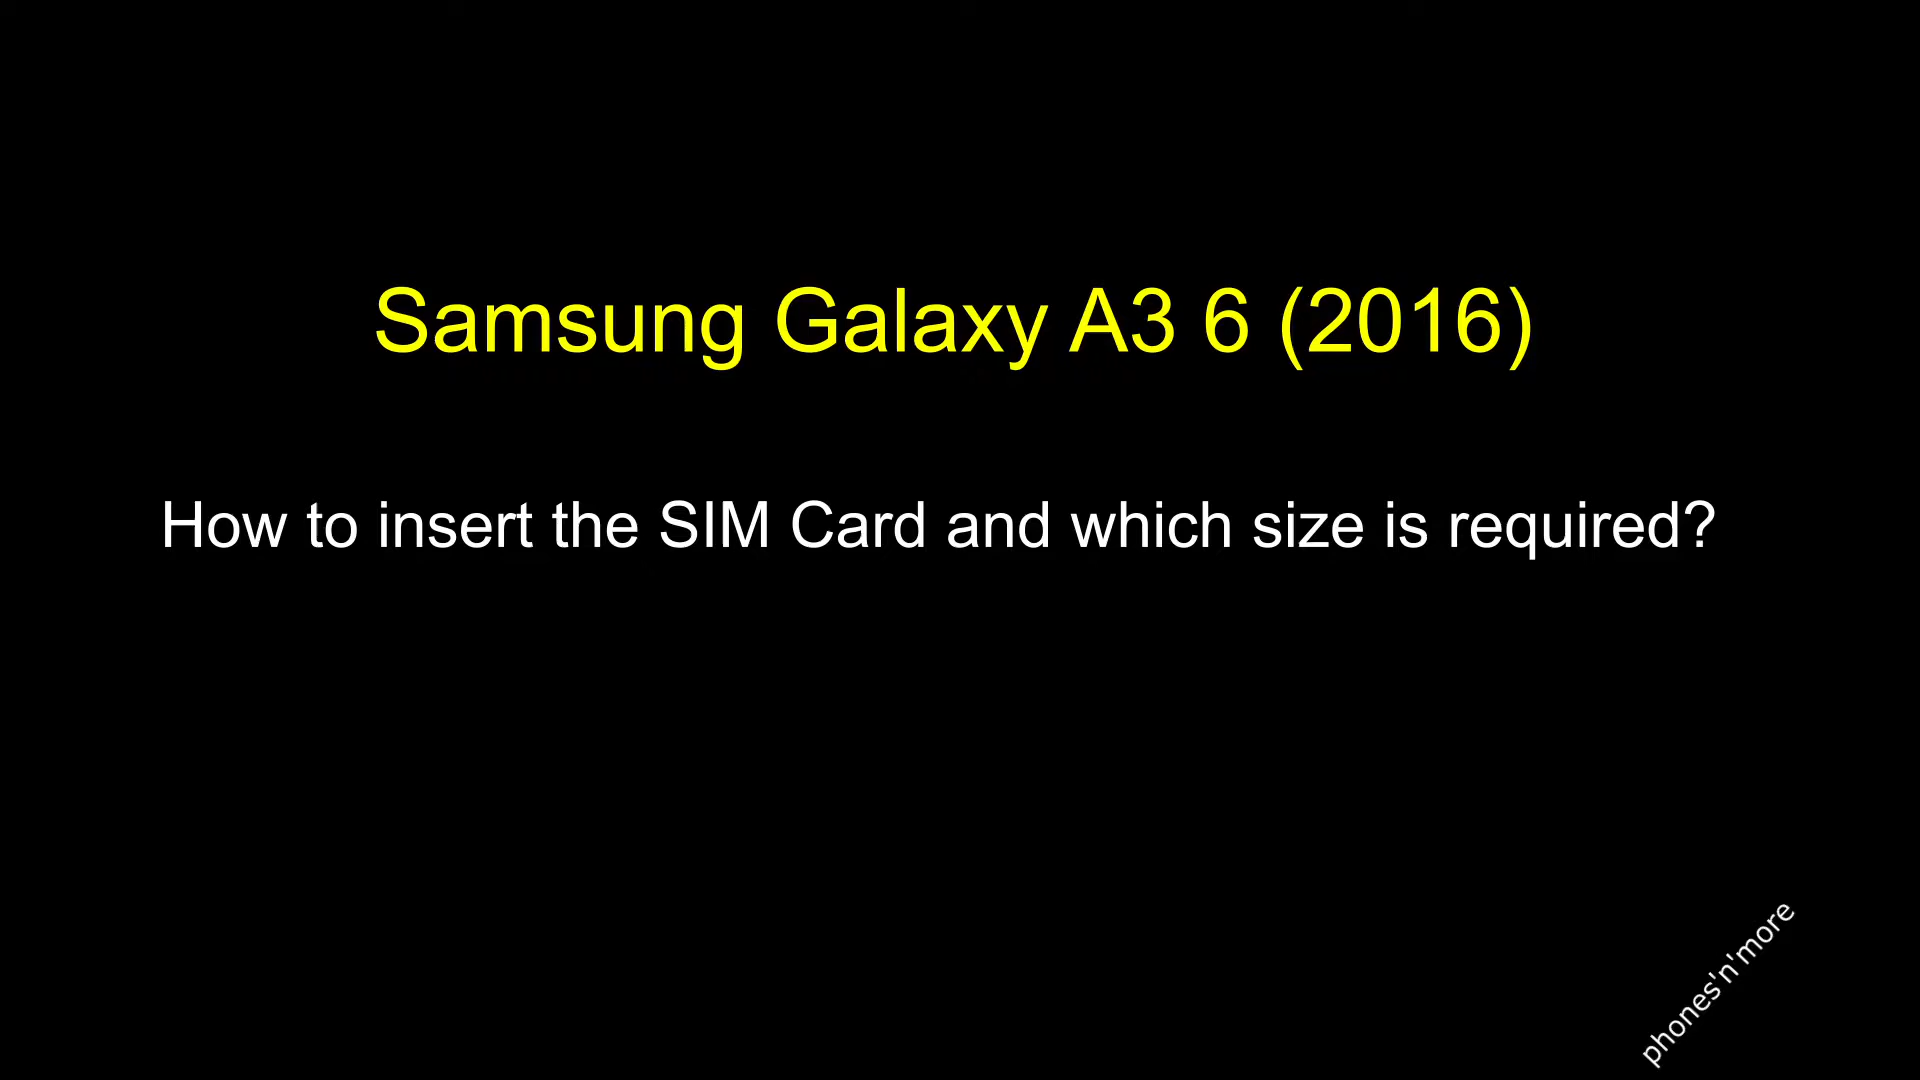 Samsung Galaxy A3 6 (2016)
How to insert the SIM Card and which size is required?
phones'n'more